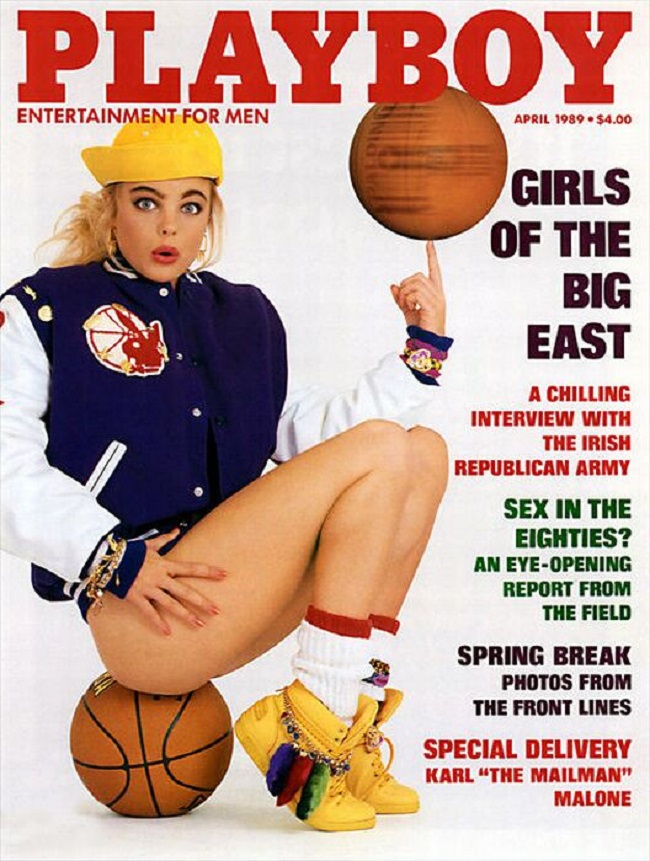 PLAYBOY
ENTERTAINMENT FOR MEN
APRIL 1989 • $4.00
GIRLS
OF THE
BIG
EAST
A CHILLING
INTERVIEW WITH
THE IRISH
REPUBLICAN ARMY
SEX IN THE
EIGHTIES?
AN EYE-OPENING
REPORT FROM
THE FIELD
SPRING BREAK
PHOTOS FROM
THE FRONT LINES
SPECIAL DELIVERY
KARL “THE MAILMAN”
MALONE